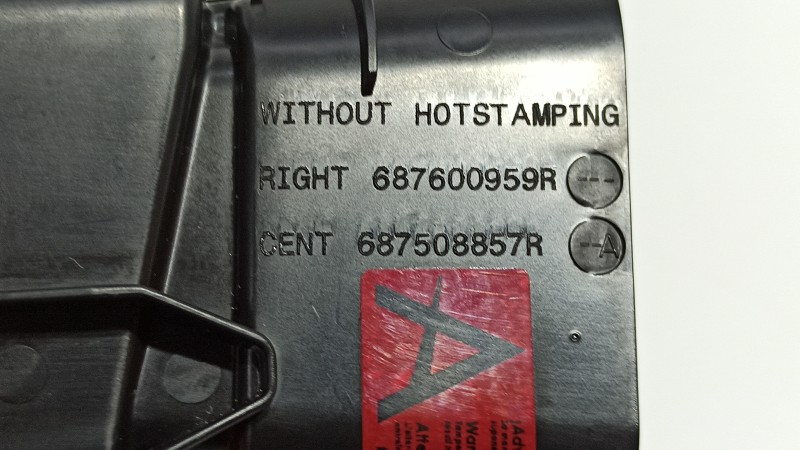 WITHOUT HOTSTAMPING
RIGHT 687600959R --
CENT 687508857R --A
A